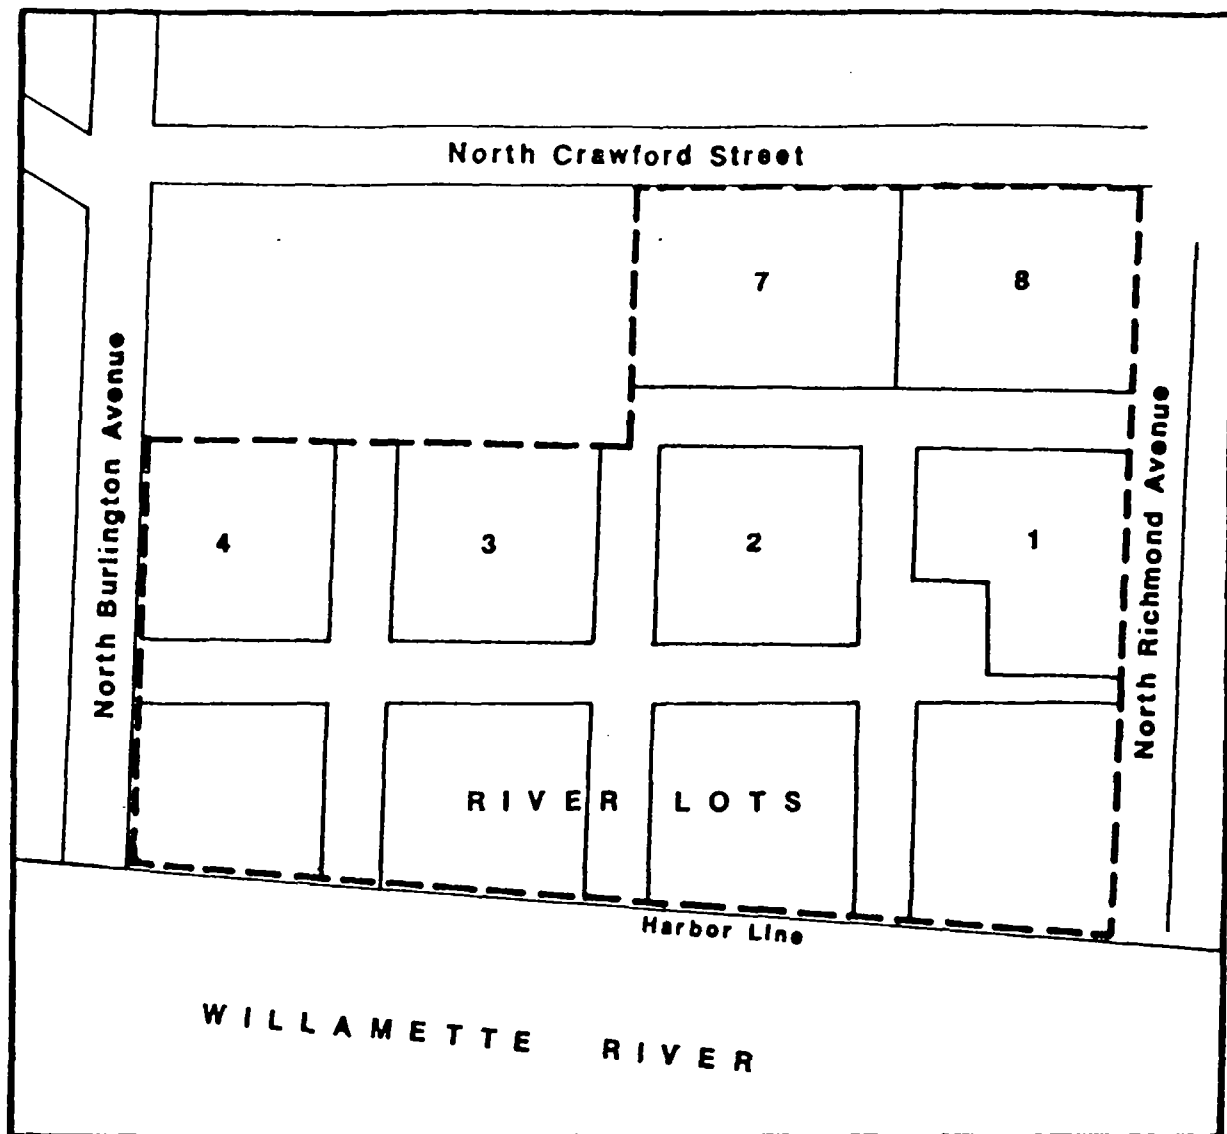 North Crawford Street
7
8
North Burlington Avenue
4
3
2
1
North Richmond Avenue
RIVER LOTS
Harbor Line
WILLAMETTE RIVER